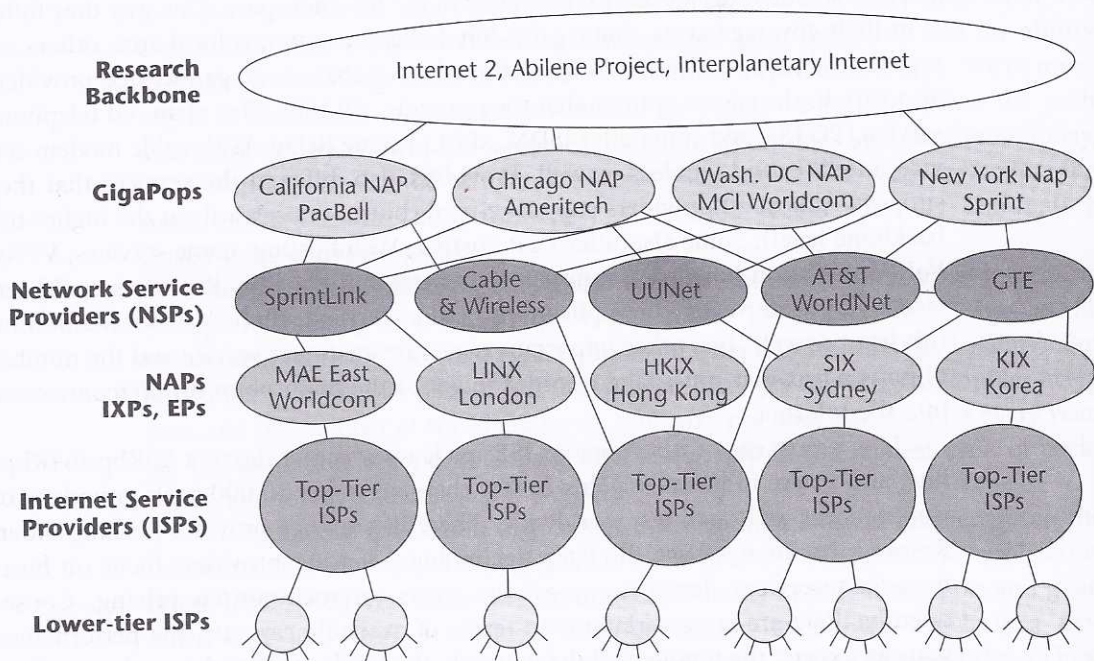 Research
Backbone
Internet 2, Abilene Project, Interplanetary Internet
GigaPops
California NAP
PacBell
Chicago NAP
Ameritech
Wash, DC NAP
MCI Worldcom
New York Nap
Sprint
Network Service
Providers (NSPs)
SprintLink
Cable
& Wireless
UUNet
AT&T
WorldNet
GTE
NAPs
IXPs, EPs
MAE East
Worldcom
LINX
London
HKIX
Hong Kong
SIX
Sydney
KIX
Korea
Internet Service
Providers (ISPs)
Top-Tier
ISPs
Top-Tier
ISPs
Top-Tier
ISPs
Top-Tier
ISPs
Top-Tier
ISPs
Lower-tier ISPs